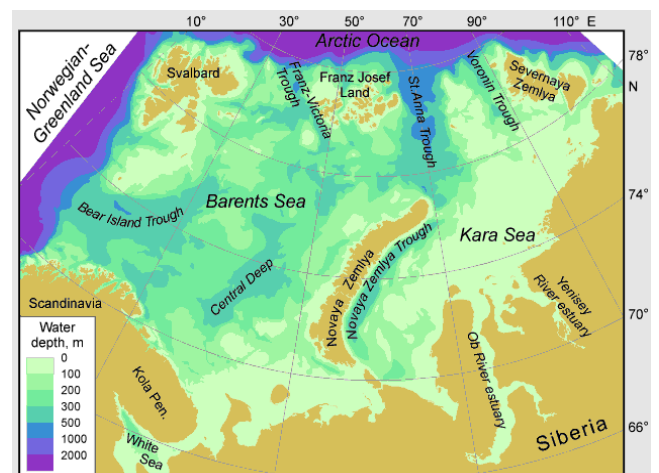 10°
30°
50°
70°
90°
110° E
Arctic Ocean
78°
N
Norwegian-
Greenland Sea
Svalbard
Franz-Victoria
Trough
Franz Josef
Land
St.Anna Trough
Voronin Trough
Severnaya
Zemlya
74°
Bear Island Trough
Barents Sea
Kara Sea
Central Deep
Novaya Zemlya
Novaya Zemlya Trough
Yenisey
River estuary
70°
Scandinavia
Water
depth, m
0
100
200
300
500
1000
2000
Kola Pen.
White
Sea
Ob River estuary
Siberia
66°